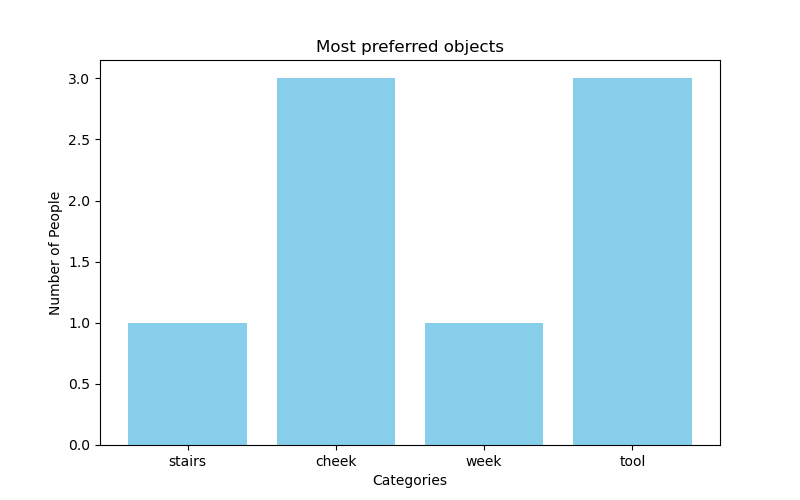 Most preferred objects
Number of People
3.0
2.5
2.0
1.5
1.0
0.5
0.0
stairs cheek week tool
Categories